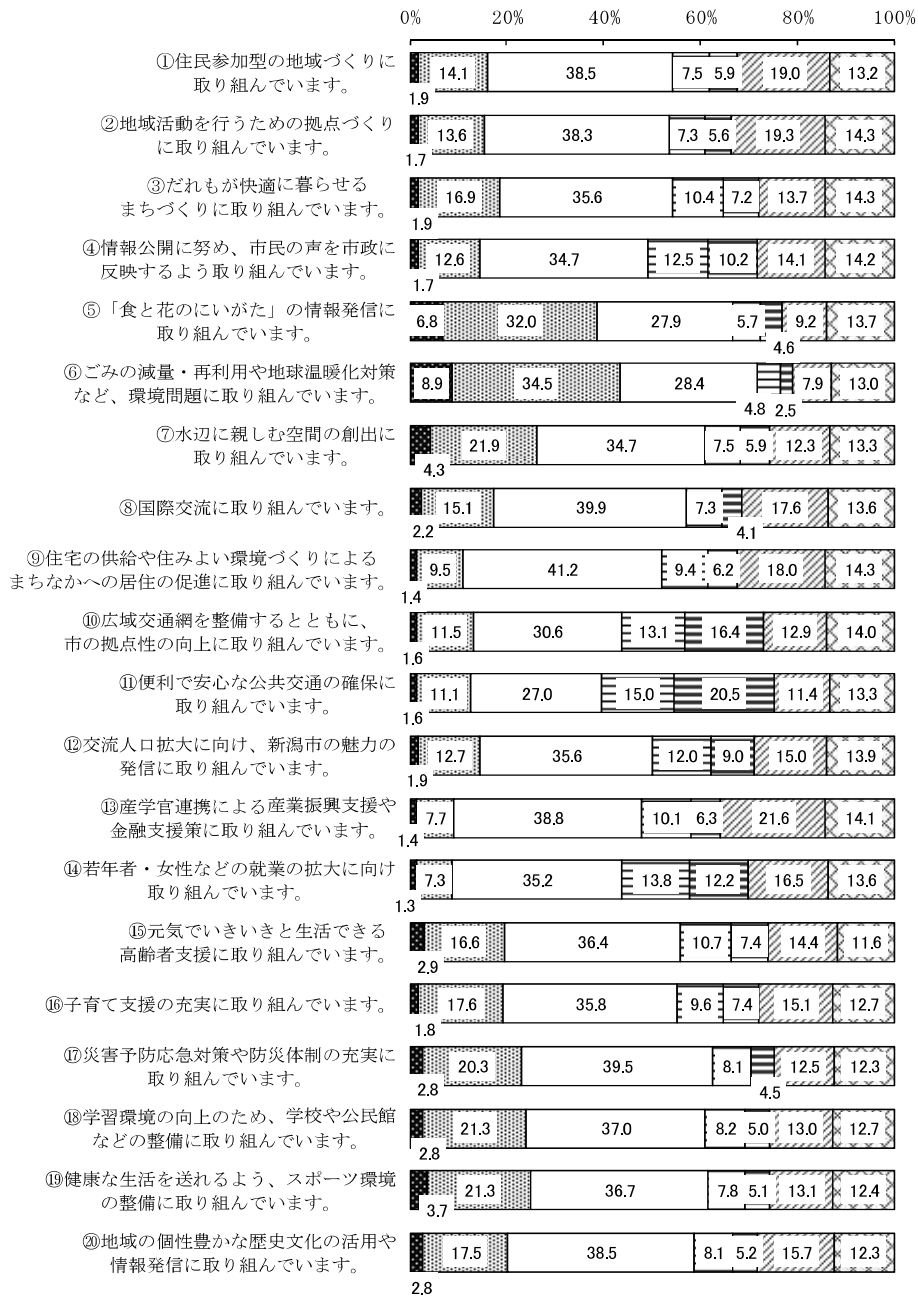 0% 20% 40% 60% 80% 100%
①住民参加型の地域づくりに
取り組んでいます。
14.1 38.5 7.5 5.9 19.0 13.2
1.9
②地域活動を行うための拠点づくり
に取り組んでいます。
13.6 38.3 7.3 5.6 19.3 14.3
1.7
③だれもが快適に暮らせる
まちづくりに取り組んでいます。
16.9 35.6 10.4 7.2 13.7 14.3
1.9
④情報公開に努め、市民の声を市政に
反映するよう取り組んでいます。
12.6 34.7 12.5 10.2 14.1 14.2
1.7
⑤「食と花のにいがた」の情報発信に
取り組んでいます。
6.8 32.0 27.9 5.7 9.2 13.7
4.6
⑥ごみの減量・再利用や地球温暖化対策
など、環境問題に取り組んでいます。
8.9 34.5 28.4 7.9 13.0
4.8 2.5
⑦水辺に親しむ空間の創出に
取り組んでいます。
21.9 34.7 7.5 5.9 12.3 13.3
4.3
⑧国際交流に取り組んでいます。
15.1 39.9 7.3 17.6 13.6
2.2 4.1
⑨住宅の供給や住みよい環境づくりによる
まちなかへの居住の促進に取り組んでいます。
9.5 41.2 9.4 6.2 18.0 14.3
1.4
⑩広域交通網を整備するとともに、
市の拠点性の向上に取り組んでいます。
11.5 30.6 13.1 16.4 12.9 14.0
1.6
⑪便利で安心な公共交通の確保に
取り組んでいます。
11.1 27.0 15.0 20.5 11.4 13.3
1.6
⑫交流人口拡大に向け、新潟市の魅力の
発信に取り組んでいます。
12.7 35.6 12.0 9.0 15.0 13.9
1.9
⑬産学官連携による産業振興支援や
金融支援策に取り組んでいます。
7.7 38.8 10.1 6.3 21.6 14.1
1.4
⑭若年者・女性などの就業の拡大に向け
取り組んでいます。
7.3 35.2 13.8 12.2 16.5 13.6
1.3
⑮元気でいきいきと生活できる
高齢者支援に取り組んでいます。
16.6 36.4 10.7 7.4 14.4 11.6
2.9
⑯子育て支援の充実に取り組んでいます。
17.6 35.8 9.6 7.4 15.1 12.7
1.8
⑰災害予防応急対策や防災体制の充実に
取り組んでいます。
20.3 39.5 8.1 12.5 12.3
2.8 4.5
⑱学習環境の向上のため、学校や公民館
などの整備に取り組んでいます。
21.3 37.0 8.2 5.0 13.0 12.7
2.8
⑲健康な生活を送れるよう、スポーツ環境
の整備に取り組んでいます。
21.3 36.7 7.8 5.1 13.1 12.4
3.7
⑳地域の個性豊かな歴史文化の活用や
情報発信に取り組んでいます。
17.5 38.5 8.1 5.2 15.7 12.3
2.8